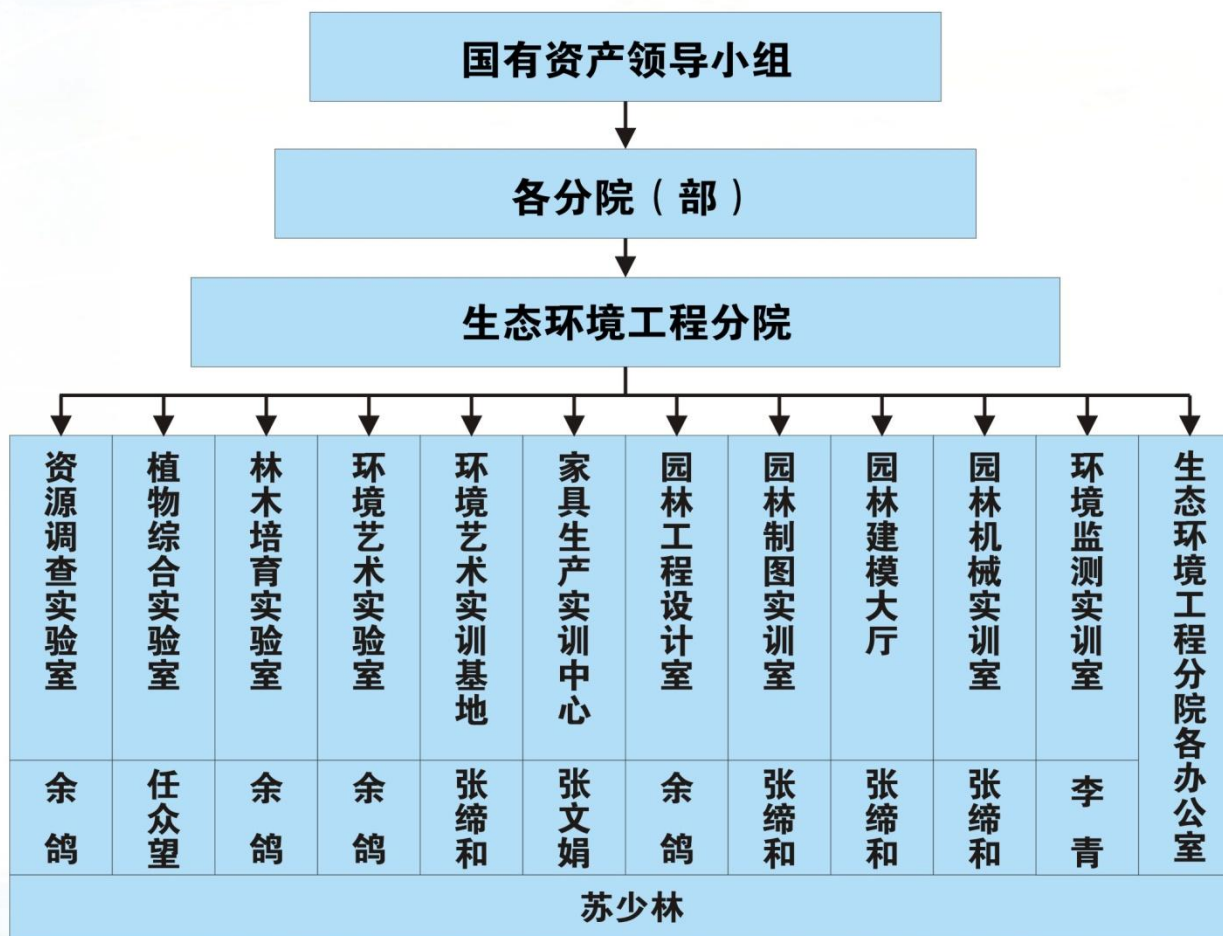 国有资产领导小组
各分院（部）
生态环境工程分院
资源调查实验室
植物综合实验室
林木培育实验室
环境艺术实验室
环境艺术实训基地
家具生产实训中心
园林工程设计室
园林制图实训室
园林建模大厅
园林机械实训室
环境监测实训室
生态环境工程分院各办公室
余鸽
任众望
余鸽
余鸽
张缔和
张文娟
余鸽
张缔和
张缔和
张缔和
李青
苏少林